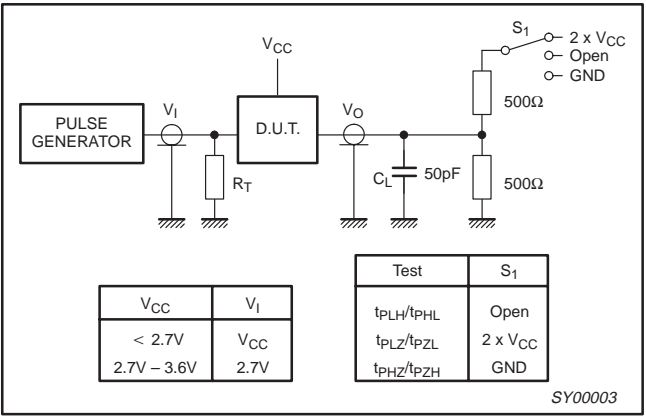 S1
2 x VCC
Open
GND
VCC
500Ω
PULSE
GENERATOR
VI
D.U.T.
VO
RT
CL
50pF
500Ω
VCC VI
< 2.7V VCC
2.7V – 3.6V 2.7V
Test S1
tPLH/tPHL Open
tPLZ/tPZL 2 x VCC
tPHZ/tPZH GND
SY00003